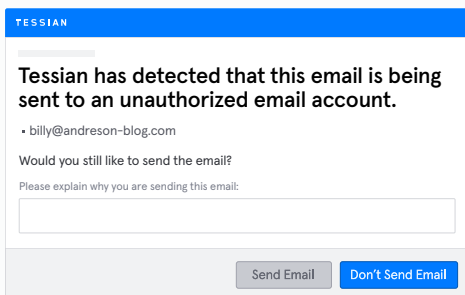 TESSIAN
Tessian has detected that this email is being
sent to an unauthorized email account.
▪ billy@andreson-blog.com
Would you still like to send the email?
Please explain why you are sending this email:
Send Email
Don't Send Email